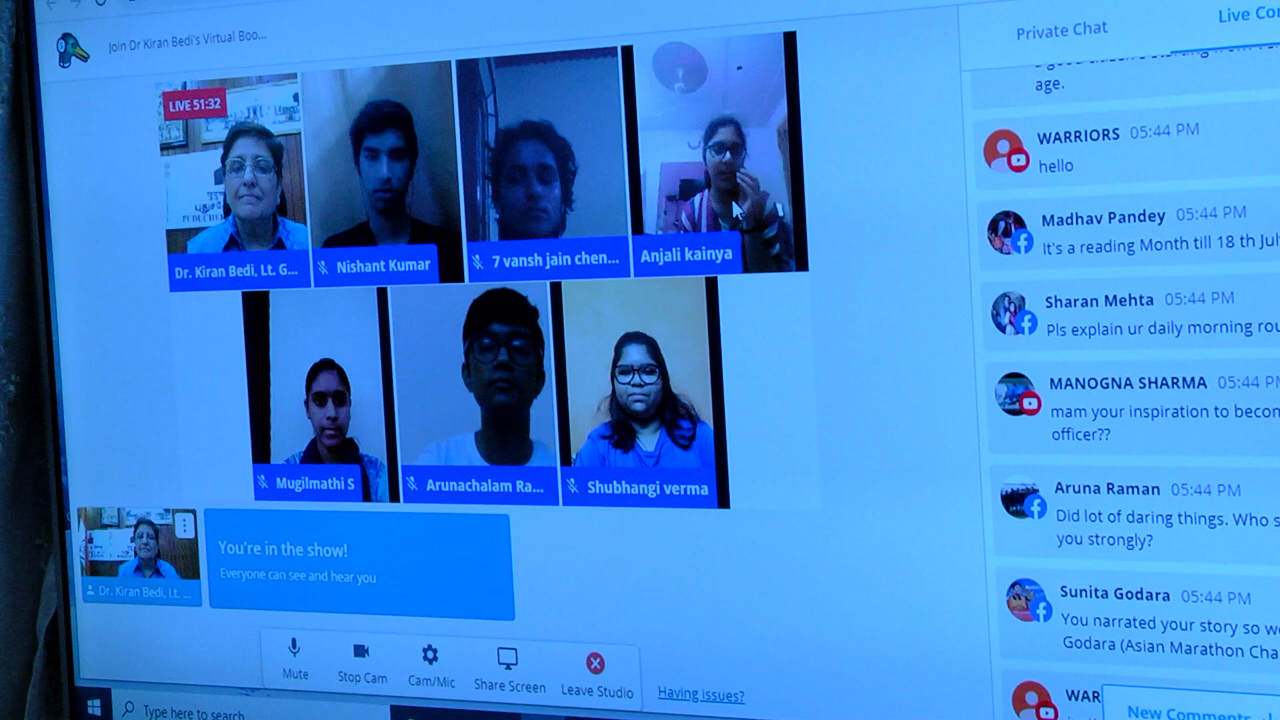 Join Dr Kiran Bedi's Virtual Boo...
Private Chat
Live Co
LIVE 51:32
PUDUCHE
Dr. Kiran Bedi, Lt. G...
Nishant Kumar
7 vansh jain chen...
Anjali kainya
Mugilmathi S
Arunachalam Ra...
Shubhangi verma
You're in the show!
Everyone can see and hear you
Dr. Kiran Bedi, Lt. ...
Mute
Stop Cam
Cam/Mic
Share Screen
Leave Studio
Having issues?
Type here to search
age.
WARRIORS 05:44 PM
hello
Madhav Pandey 05:44 PM
It's a reading Month till 18 th Jul
Sharan Mehta 05:44 PM
Pls explain ur daily morning rou
MANOGNA SHARMA 05:44 P
mam your inspiration to becom
officer??
Aruna Raman 05:44 PM
Did lot of daring things. Who s
you strongly?
Sunita Godara 05:44 PM
You narrated your story so we
Godara (Asian Marathon Cha
WAR
New Comments